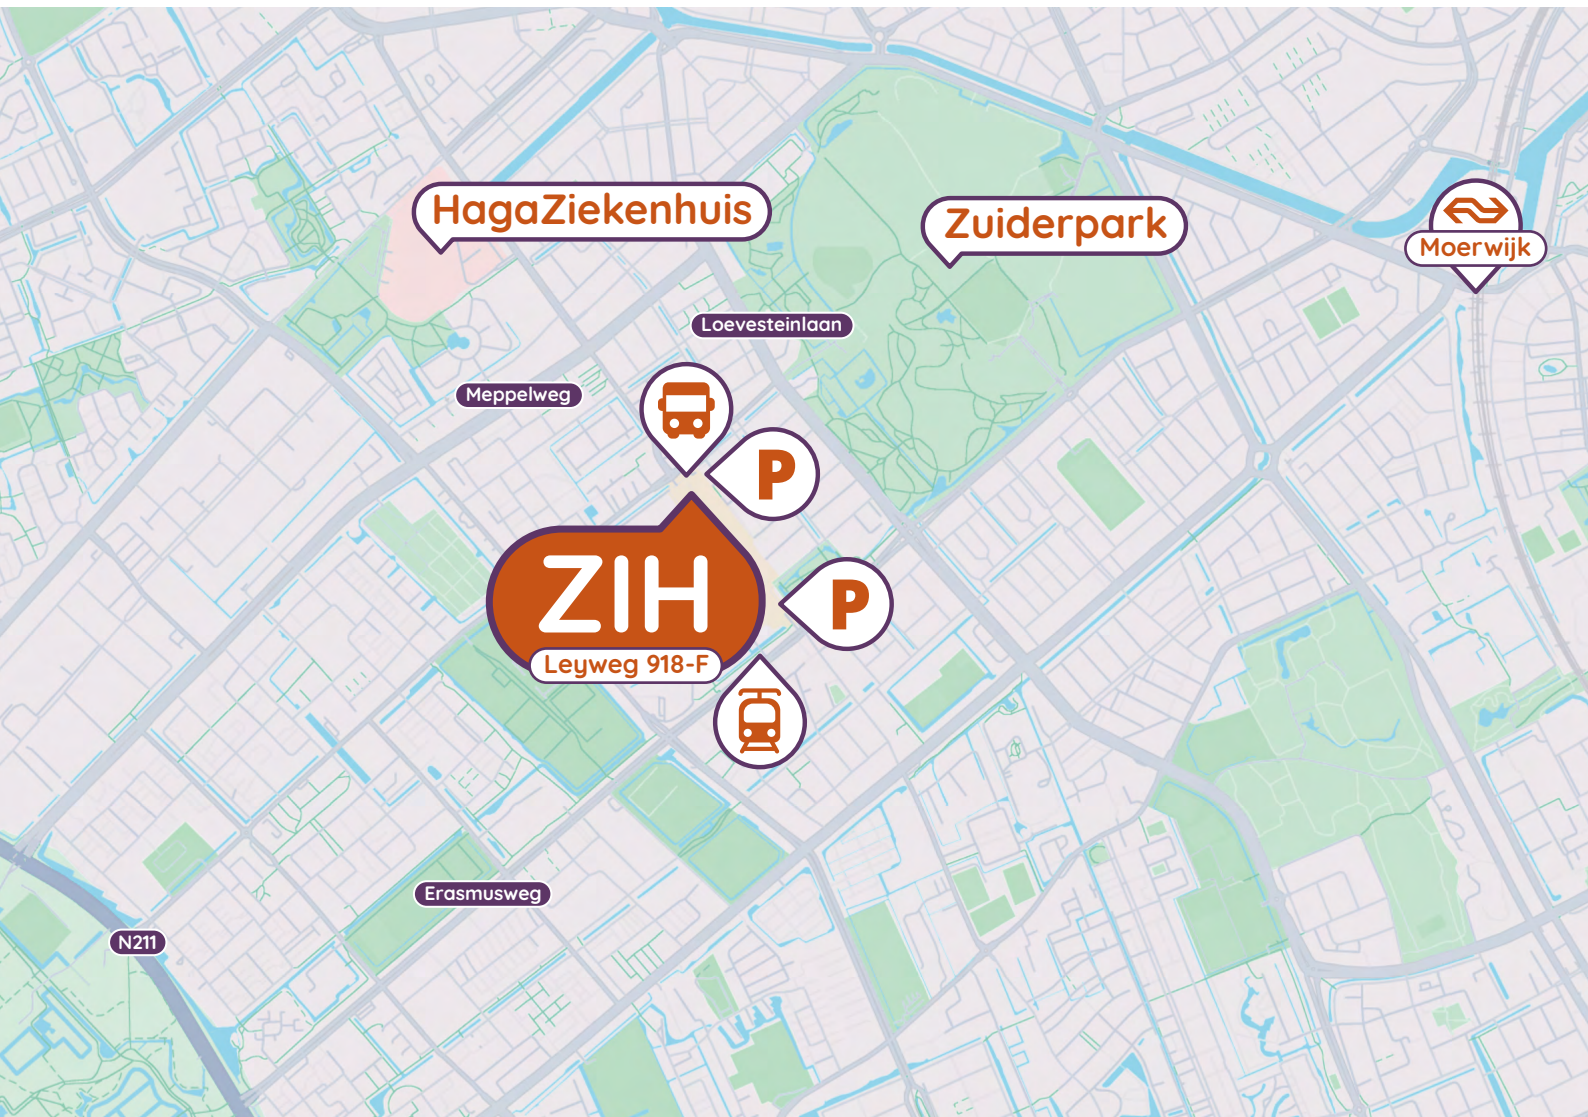 HagaZiekenhuis
Zuiderpark
Moerwijk
Loevesteinlaan
Meppelweg
P
ZIH
P
Leyweg 918-F
Erasmusweg
N211